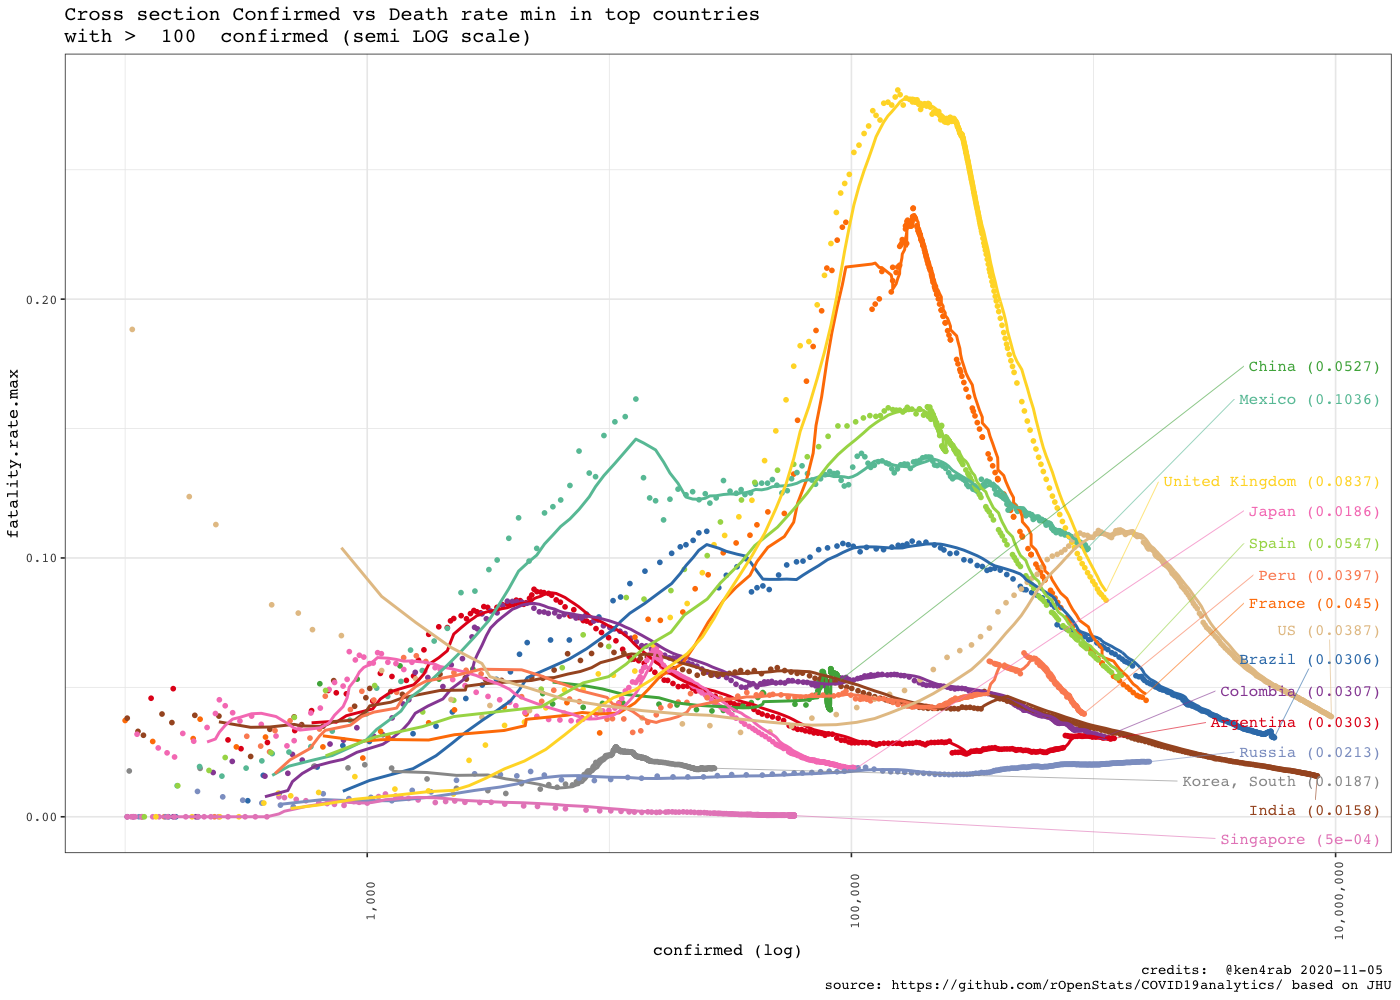 Cross section Confirmed vs Death rate min in top countries
with >  100  confirmed (semi LOG scale)
fatality.rate.max
0.20
0.10
0.00
China (0.0527)
Mexico (0.1036)
United Kingdom (0.0837)
Japan (0.0186)
Spain (0.0547)
Peru (0.0397)
France (0.045)
US (0.0387)
Brazil (0.0306)
Colombia (0.0307)
Argentina (0.0303)
Russia (0.0213)
Korea, South (0.0187)
India (0.0158)
Singapore (5e-04)
1,000
100,000
10,000,000
confirmed (log)
credits:  @ken4rab 2020-11-05
source: https://github.com/rOpenStats/COVID19analytics/ based on JHU